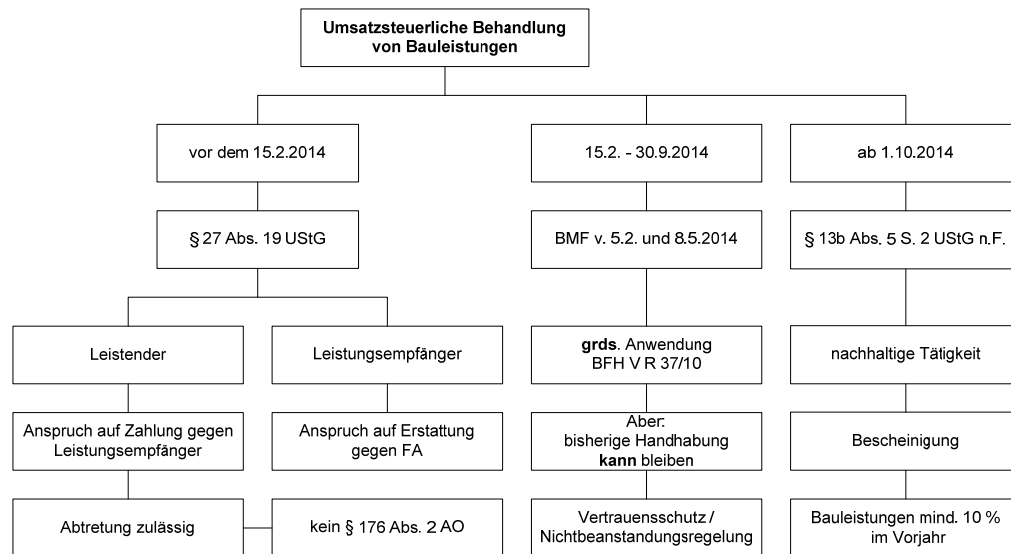 Umsatzsteuerliche Behandlung
von Bauleistungen
vor dem 15.2.2014
15.2. - 30.9.2014
ab 1.10.2014
§ 27 Abs. 19 UStG
BMF v. 5.2. und 8.5.2014
§ 13b Abs. 5 S. 2 UStG n.F.
Leistender
Leistungsempfänger
grds. Anwendung
BFH V R 37/10
nachhaltige Tätigkeit
Anspruch auf Zahlung gegen
Leistungsempfänger
Anspruch auf Erstattung
gegen FA
Aber:
bisherige Handhabung
kann bleiben
Bescheinigung
Abtretung zulässig
kein § 176 Abs. 2 AO
Vertrauensschutz /
Nichtbeanstandungsregelung
Bauleistungen mind. 10 %
im Vorjahr